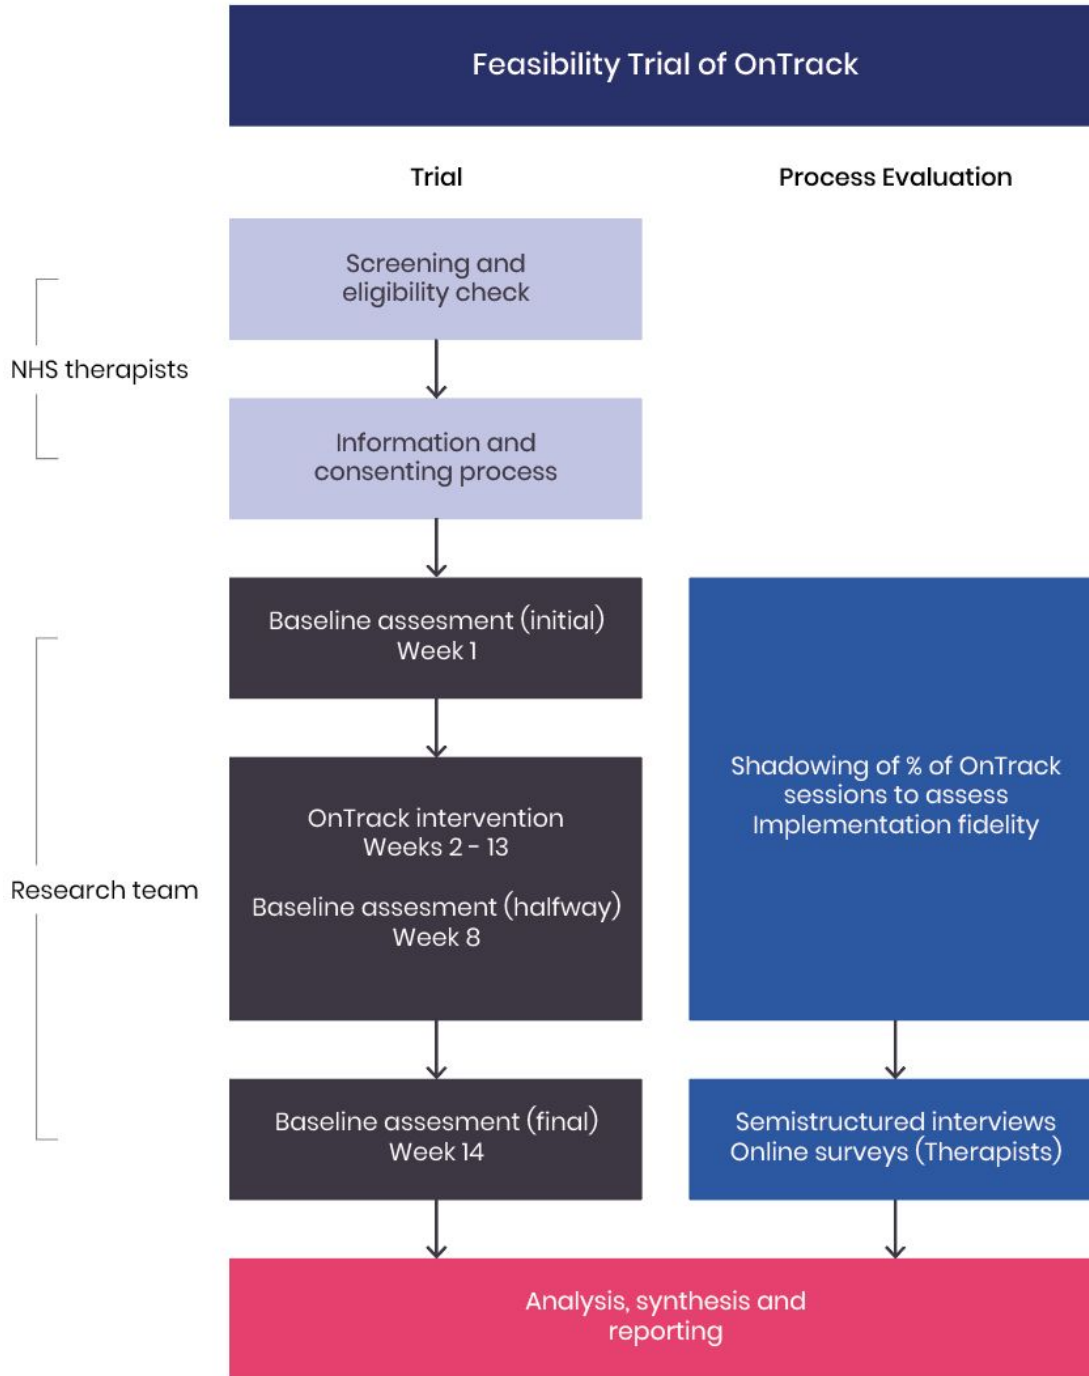 Feasibility Trial of OnTrack
Trial
Process Evaluation
Screening and
eligibility check
NHS therapists
Information and
consenting process
Baseline assesment (initial)
Week 1
OnTrack intervention
Weeks 2 - 13
Baseline assesment (halfway)
Week 8
Shadowing of % of OnTrack
sessions to assess
Implementation fidelity
Research team
Baseline assesment (final)
Week 14
Semistructured interviews
Online surveys (Therapists)
Analysis, synthesis and
reporting